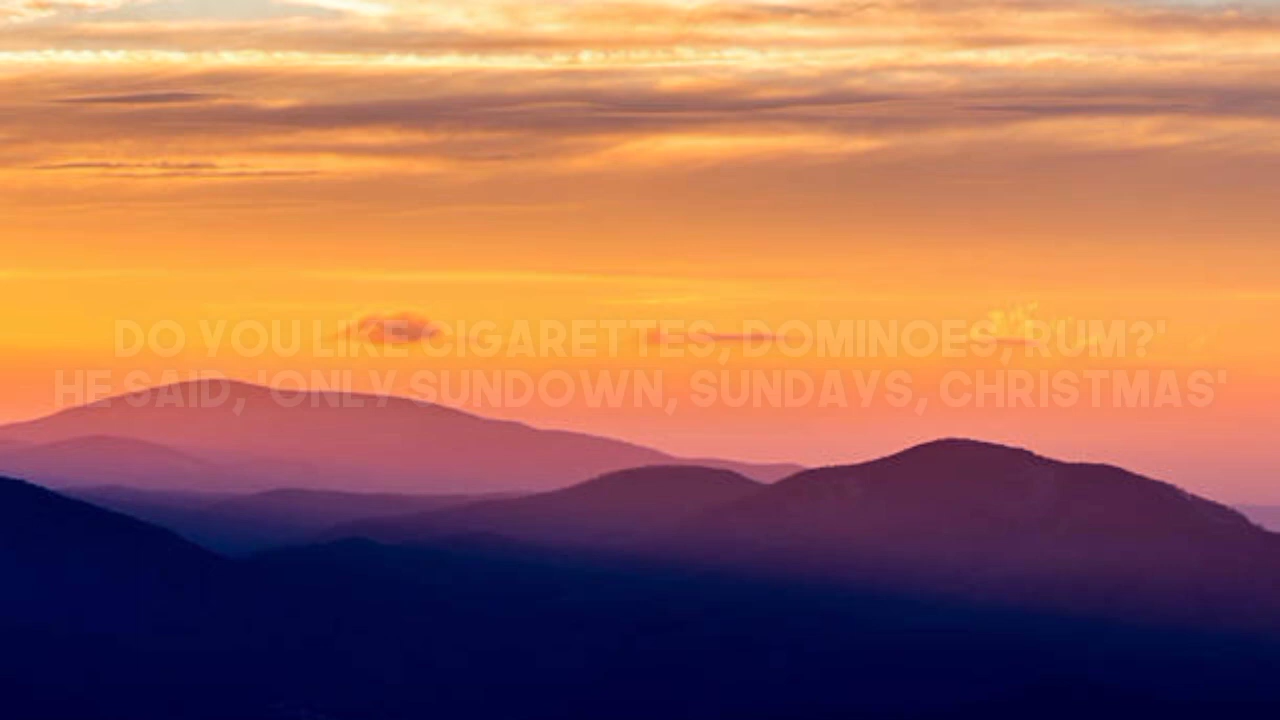 DO YOU LIKE CIGARETTES, DOMINOES, RUM?'
HE SAID, 'ONLY SUNDOWN, SUNDAYS, CHRISTMAS'